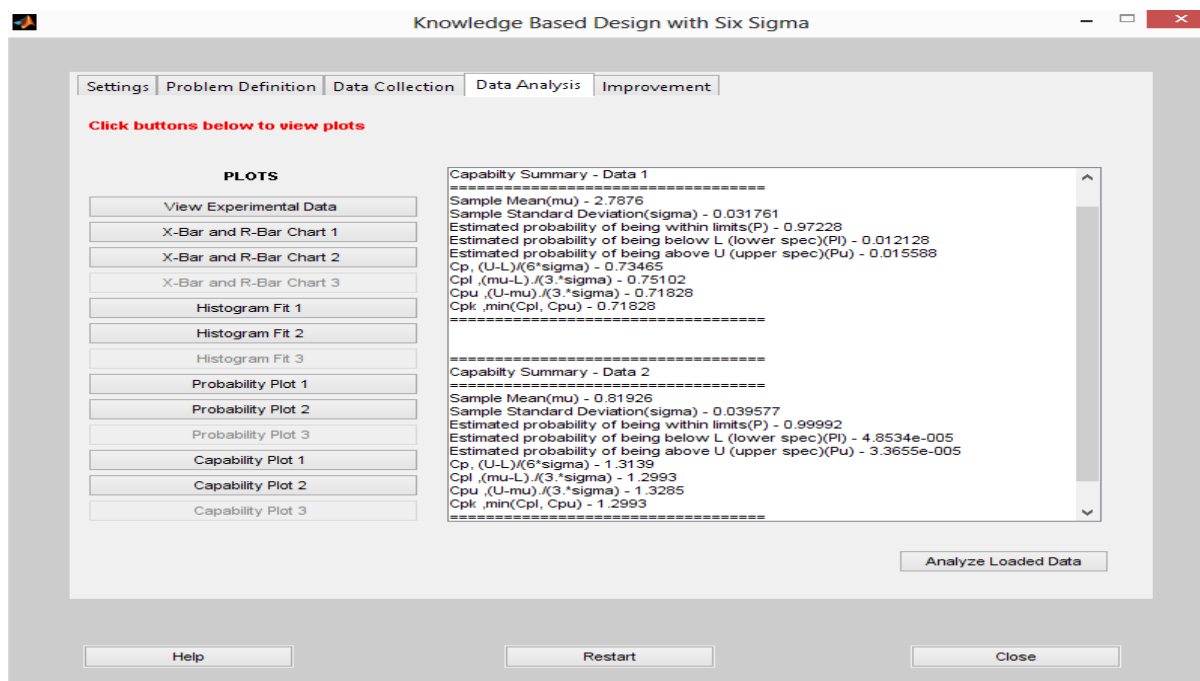 Knowledge Based Design with Six Sigma
Settings Problem Definition Data Collection Data Analysis Improvement
Click buttons below to view plots
PLOTS
View Experimental Data
X-Bar and R-Bar Chart 1
X-Bar and R-Bar Chart 2
X-Bar and R-Bar Chart 3
Histogram Fit 1
Histogram Fit 2
Histogram Fit 3
Probability Plot 1
Probability Plot 2
Probability Plot 3
Capability Plot 1
Capability Plot 2
Capability Plot 3
Capabilty Summary - Data 1
===================================
Sample Mean(mu) - 2.7876
Sample Standard Deviation(sigma) - 0.031761
Estimated probability of being within limits(P) - 0.97228
Estimated probability of being below L (lower spec)(Pl) - 0.012128
Estimated probability of being above U (upper spec)(Pu) - 0.015588
Cp, (U-L)/(6*sigma) - 0.73465
Cpl ,(mu-L)./(3.*sigma) - 0.75102
Cpu ,(U-mu)./(3.*sigma) - 0.71828
Cpk ,min(Cpl, Cpu) - 0.71828
===================================
===================================
Capabilty Summary - Data 2
===================================
Sample Mean(mu) - 0.81926
Sample Standard Deviation(sigma) - 0.039577
Estimated probability of being within limits(P) - 0.99992
Estimated probability of being below L (lower spec)(Pl) - 4.8534e-005
Estimated probability of being above U (upper spec)(Pu) - 3.3655e-005
Cp, (U-L)/(6*sigma) - 1.3139
Cpl ,(mu-L)./(3.*sigma) - 1.2993
Cpu ,(U-mu)./(3.*sigma) - 1.3285
Cpk ,min(Cpl, Cpu) - 1.2993
===================================
Analyze Loaded Data
Help Restart Close